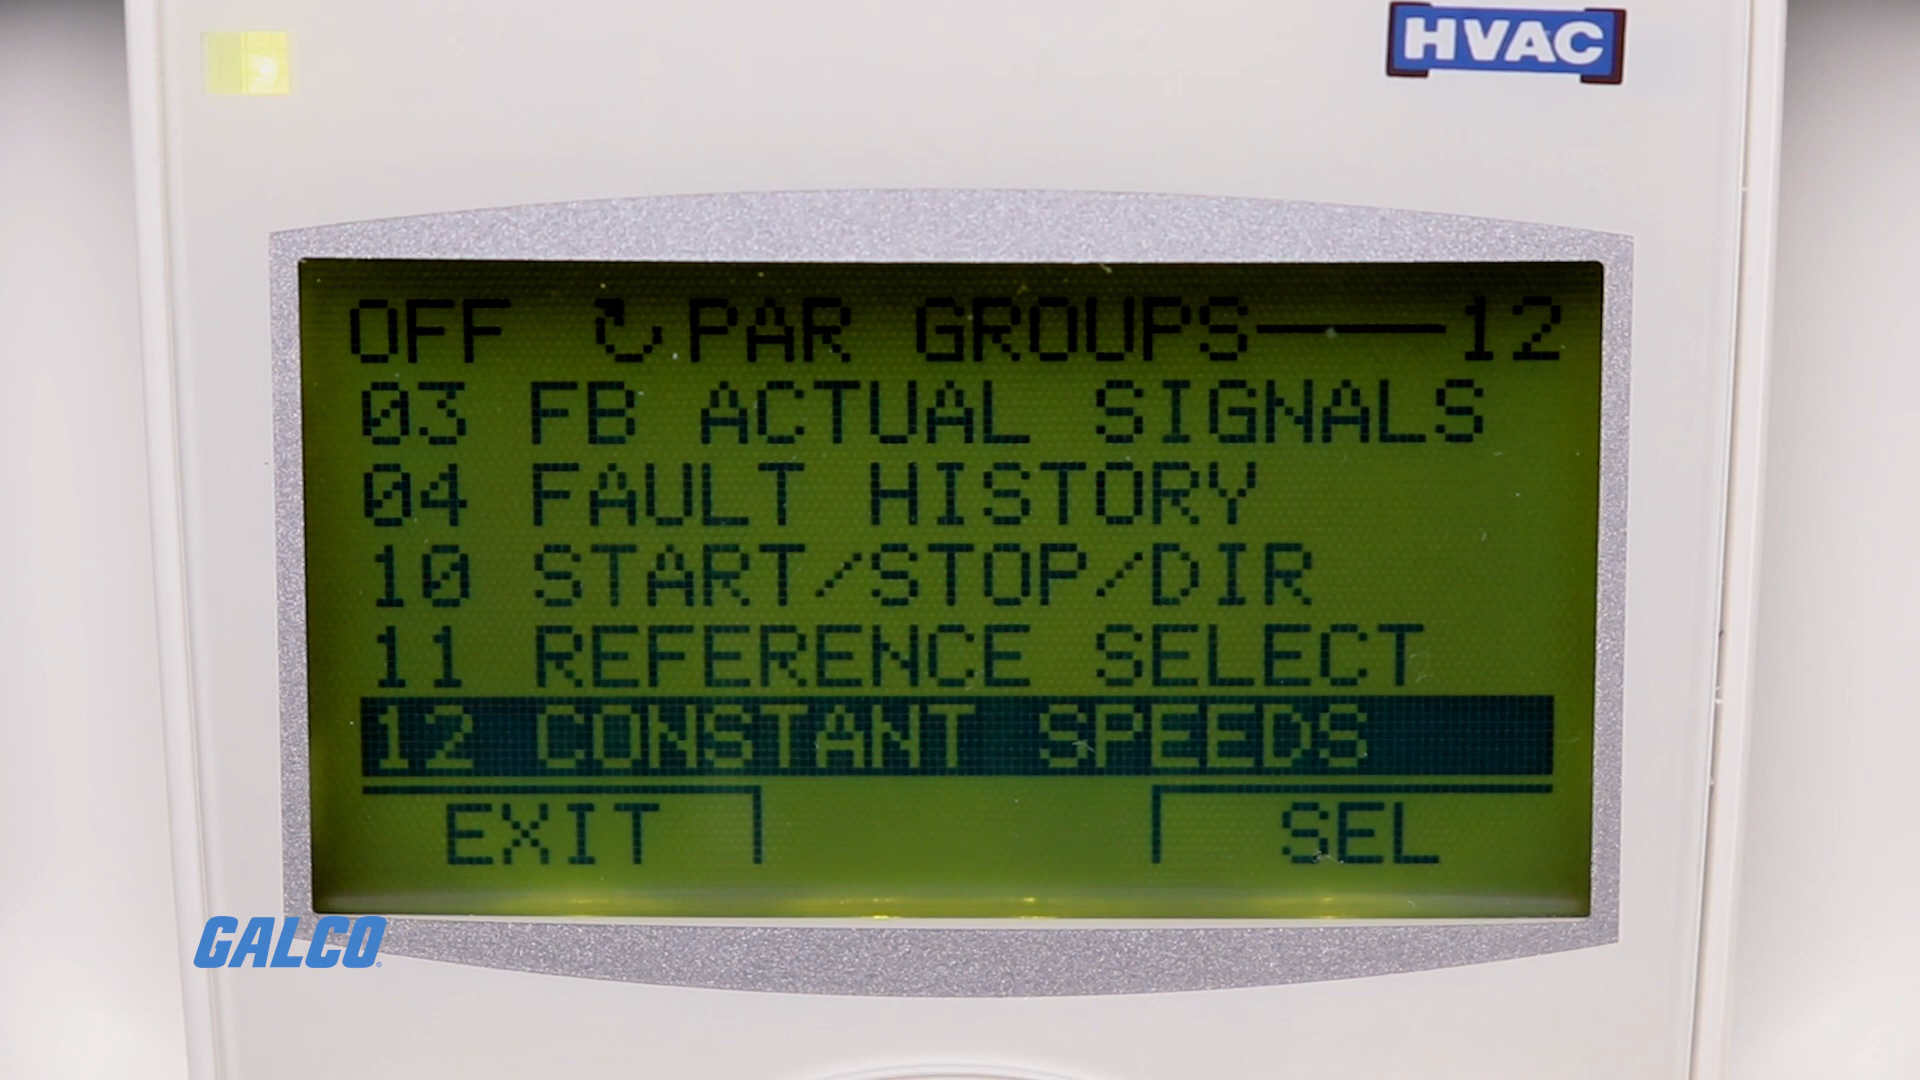 HVAC
OFF ↻PAR GROUPS——12
03 FB ACTUAL SIGNALS
04 FAULT HISTORY
10 START/STOP/DIR
11 REFERENCE SELECT
12 CONSTANT SPEEDS
EXIT SEL
GALCO